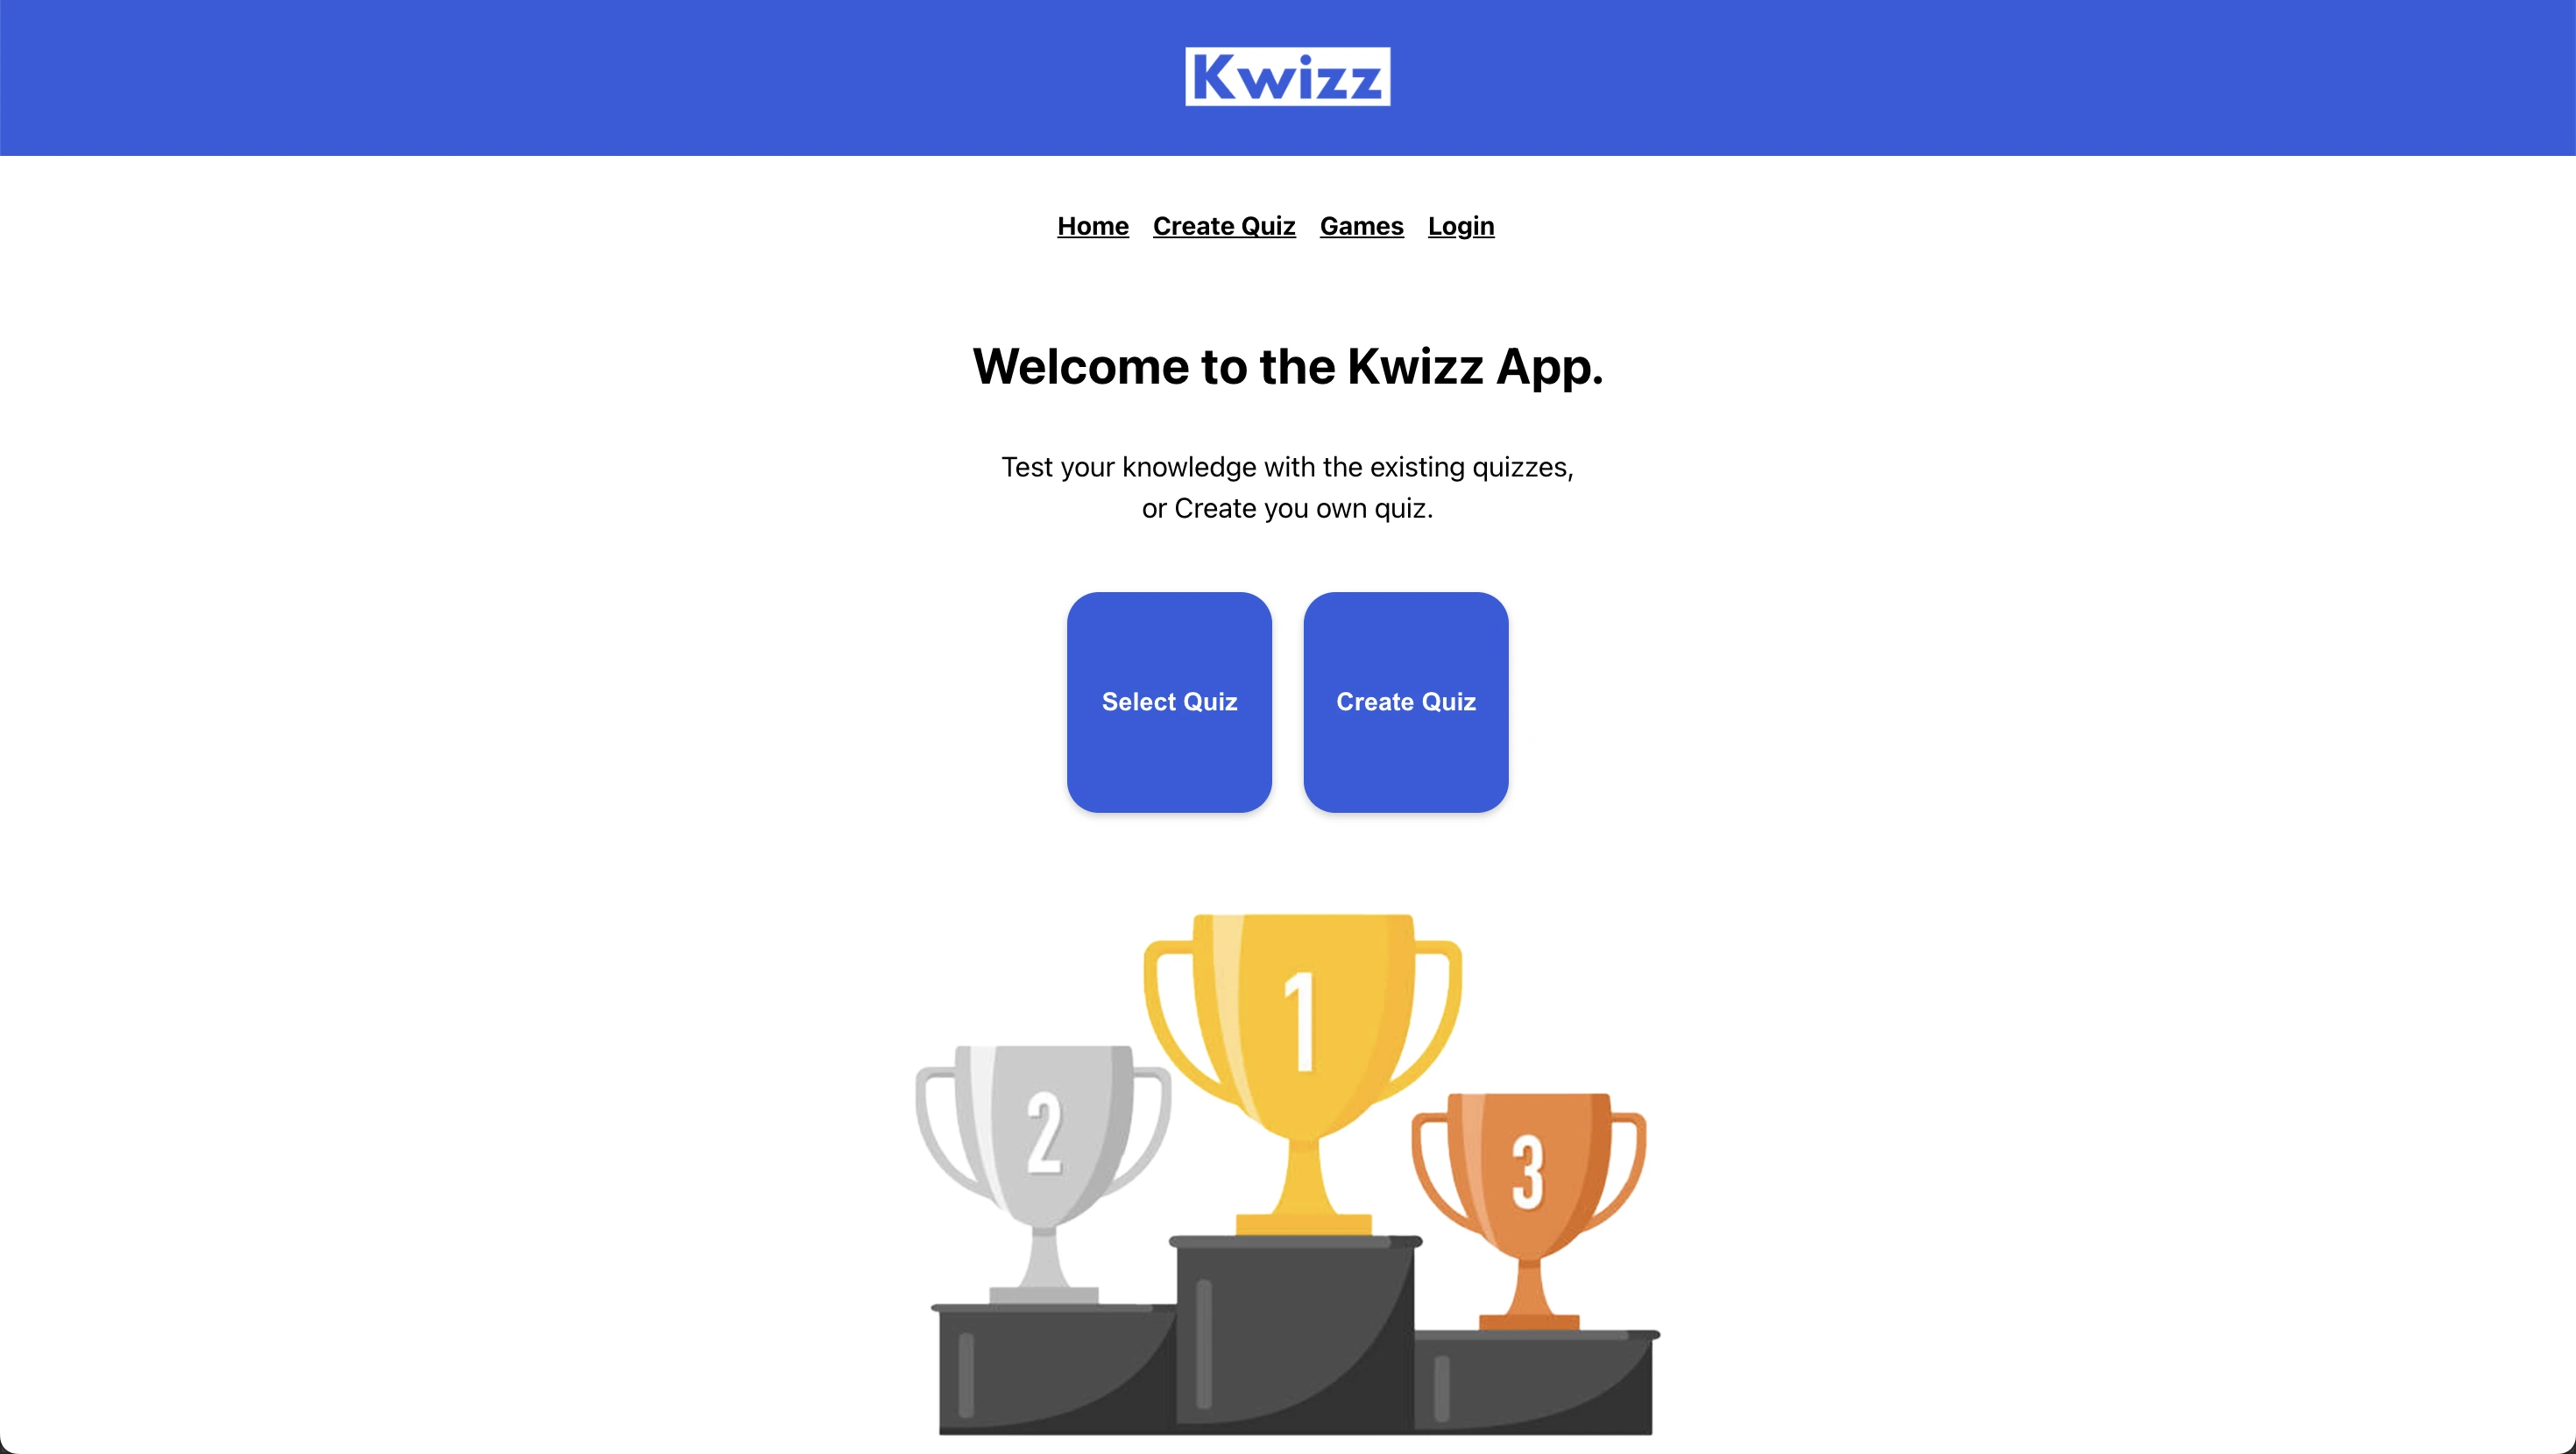 Kwizz
Home Create Quiz Games Login
Welcome to the Kwizz App.
Test your knowledge with the existing quizzes,
or Create you own quiz.
Select Quiz Create Quiz
1
2
3